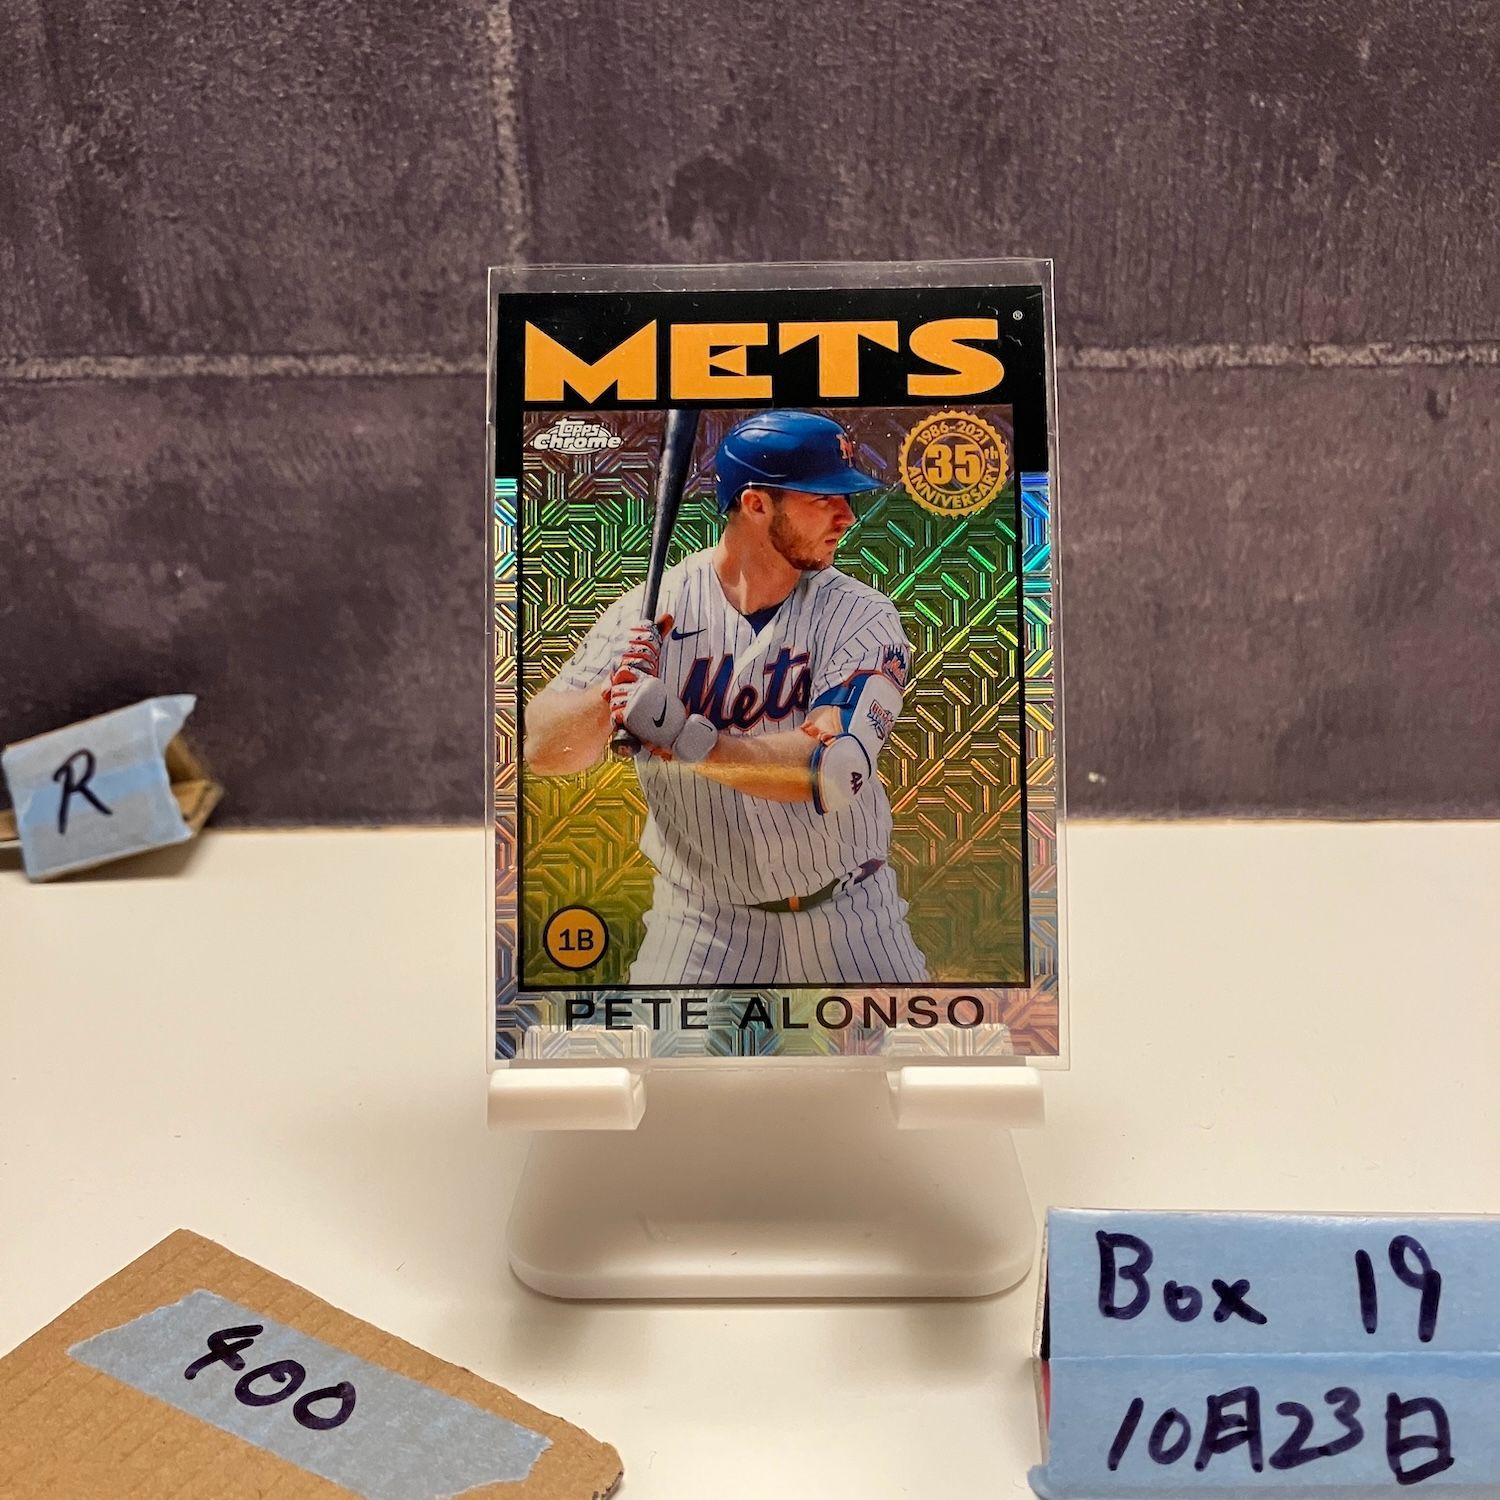 METS
®
Topps
Chrome
1986-2021
35th
ANNIVERSARY
Mets
1B
PETE ALONSO
R
400
Box 19
10月23日